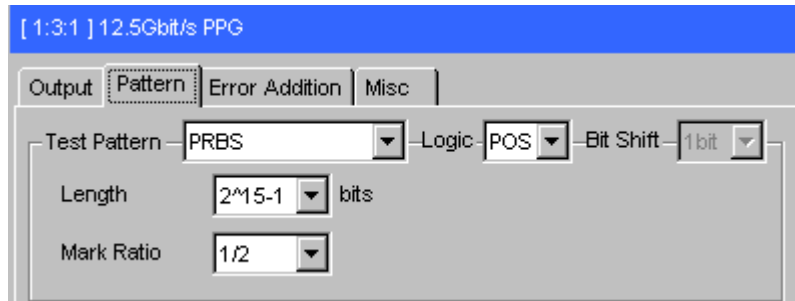 [ 1:3:1 ] 12.5Gbit/s PPG
Output Pattern Error Addition Misc
Test Pattern PRBS Logic POS Bit Shift 1bit
Length 2^15-1 bits
Mark Ratio 1/2